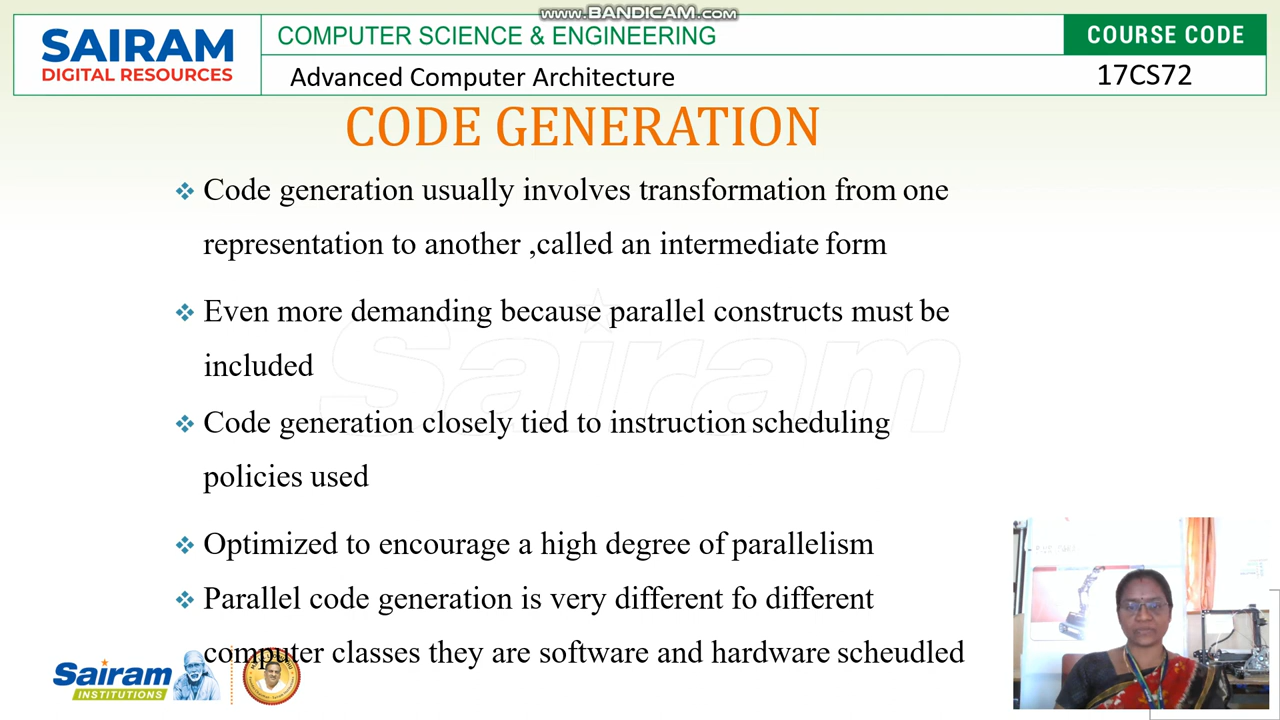 www.BANDICAM.com
SAIRAM
DIGITAL RESOURCES
COMPUTER SCIENCE & ENGINEERING
COURSE CODE
Advanced Computer Architecture
17CS72
CODE GENERATION
Code generation usually involves transformation from one
representation to another ,called an intermediate form
Even more demanding because parallel constructs must be
included
Sairam
Code generation closely tied to instruction scheduling
policies used
Optimized to encourage a high degree of parallelism
Parallel code generation is very different fo different
computer classes they are software and hardware scheudled
Sairam
INSTITUTIONS